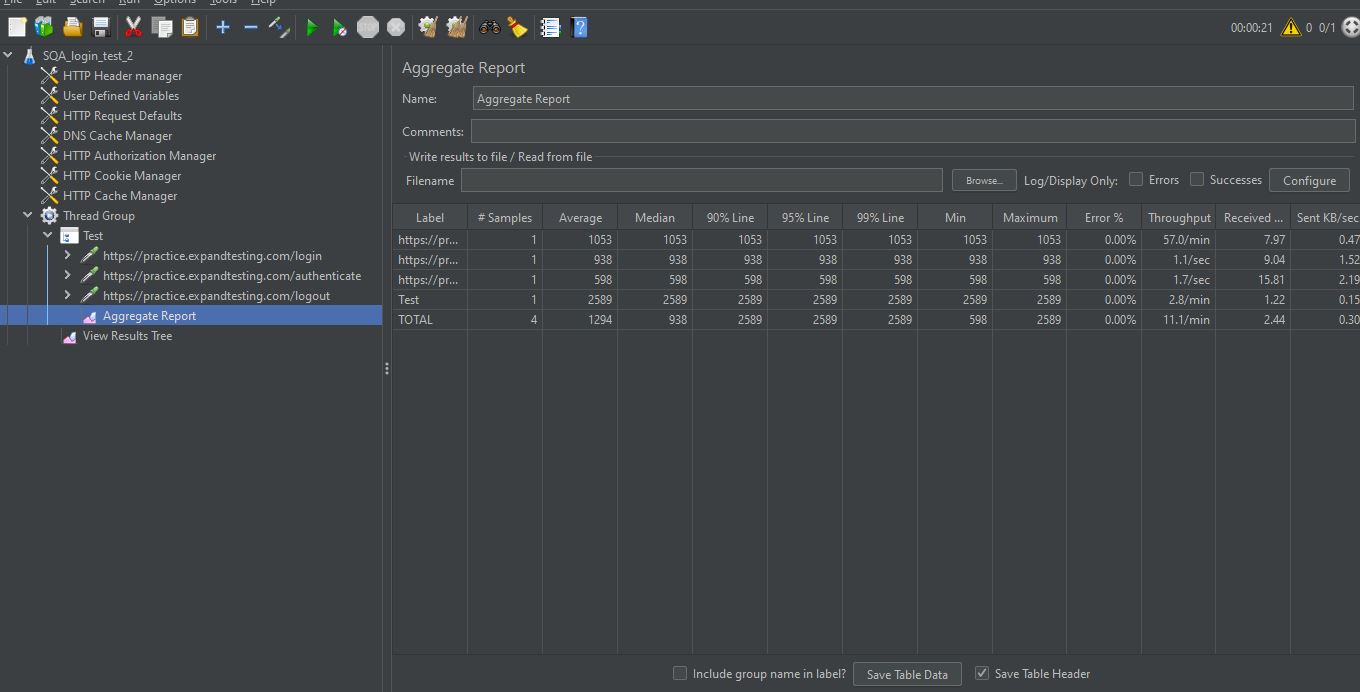 File Edit Search Run Options Tools Help
00:00:21 0 0/1
SQA_login_test_2
HTTP Header manager
User Defined Variables
HTTP Request Defaults
DNS Cache Manager
HTTP Authorization Manager
HTTP Cookie Manager
HTTP Cache Manager
Thread Group
Test
https://practice.expandtesting.com/login
https://practice.expandtesting.com/authenticate
https://practice.expandtesting.com/logout
Aggregate Report
View Results Tree
Aggregate Report
Name: Aggregate Report
Comments:
Write results to file / Read from file
Filename Browse... Log/Display Only: Errors Successes Configure
Label # Samples Average Median 90% Line 95% Line 99% Line Min Maximum Error % Throughput Received ... Sent KB/sec
https://pr... 1 1053 1053 1053 1053 1053 1053 1053 0.00% 57.0/min 7.97 0.47
https://pr... 1 938 938 938 938 938 938 938 0.00% 1.1/sec 9.04 1.52
https://pr... 1 598 598 598 598 598 598 598 0.00% 1.7/sec 15.81 2.19
Test 1 2589 2589 2589 2589 2589 2589 2589 0.00% 2.8/min 1.22 0.15
TOTAL 4 1294 938 2589 2589 2589 598 2589 0.00% 11.1/min 2.44 0.30
Include group name in label? Save Table Data Save Table Header